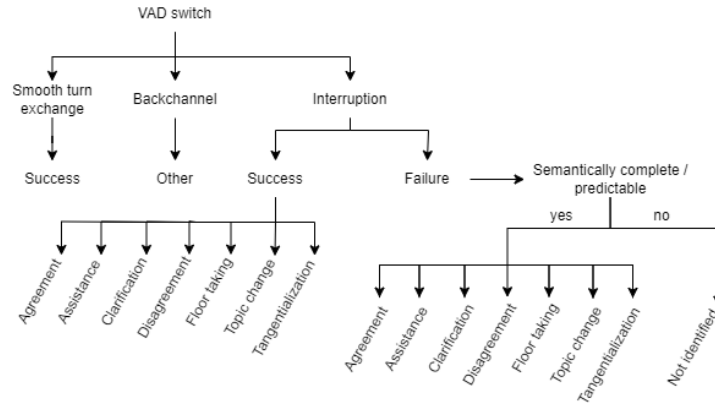 VAD switch
Smooth turn
exchange
Backchannel
Interruption
Success
Other
Success
Failure
Semantically complete /
predictable
yes
no
Agreement
Assistance
Clarification
Disagreement
Floor taking
Topic change
Tangentialization
Agreement
Assistance
Clarification
Disagreement
Floor taking
Topic change
Tangentialization
Not identified